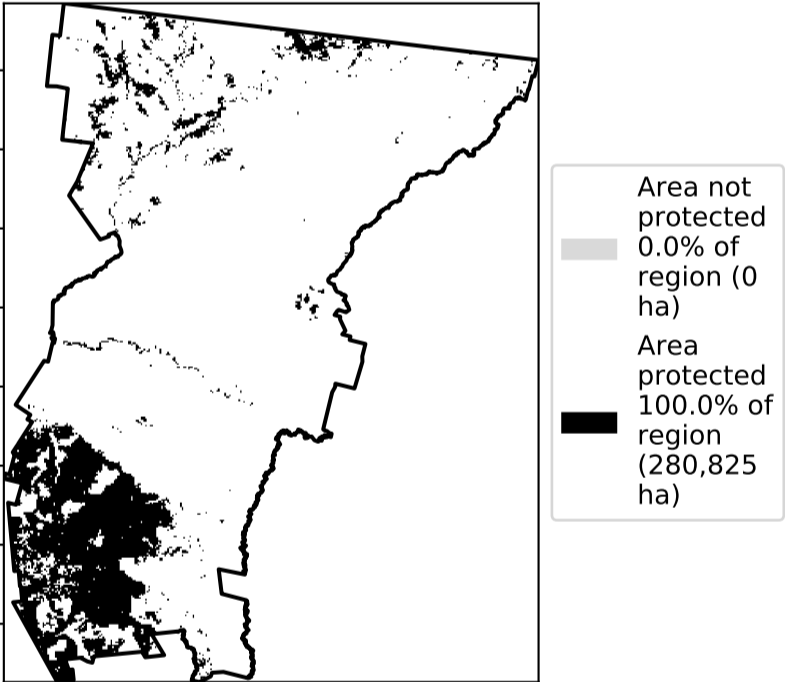 Area not
protected
0.0% of
region (0
ha)
Area
protected
100.0% of
region
(280,825
ha)